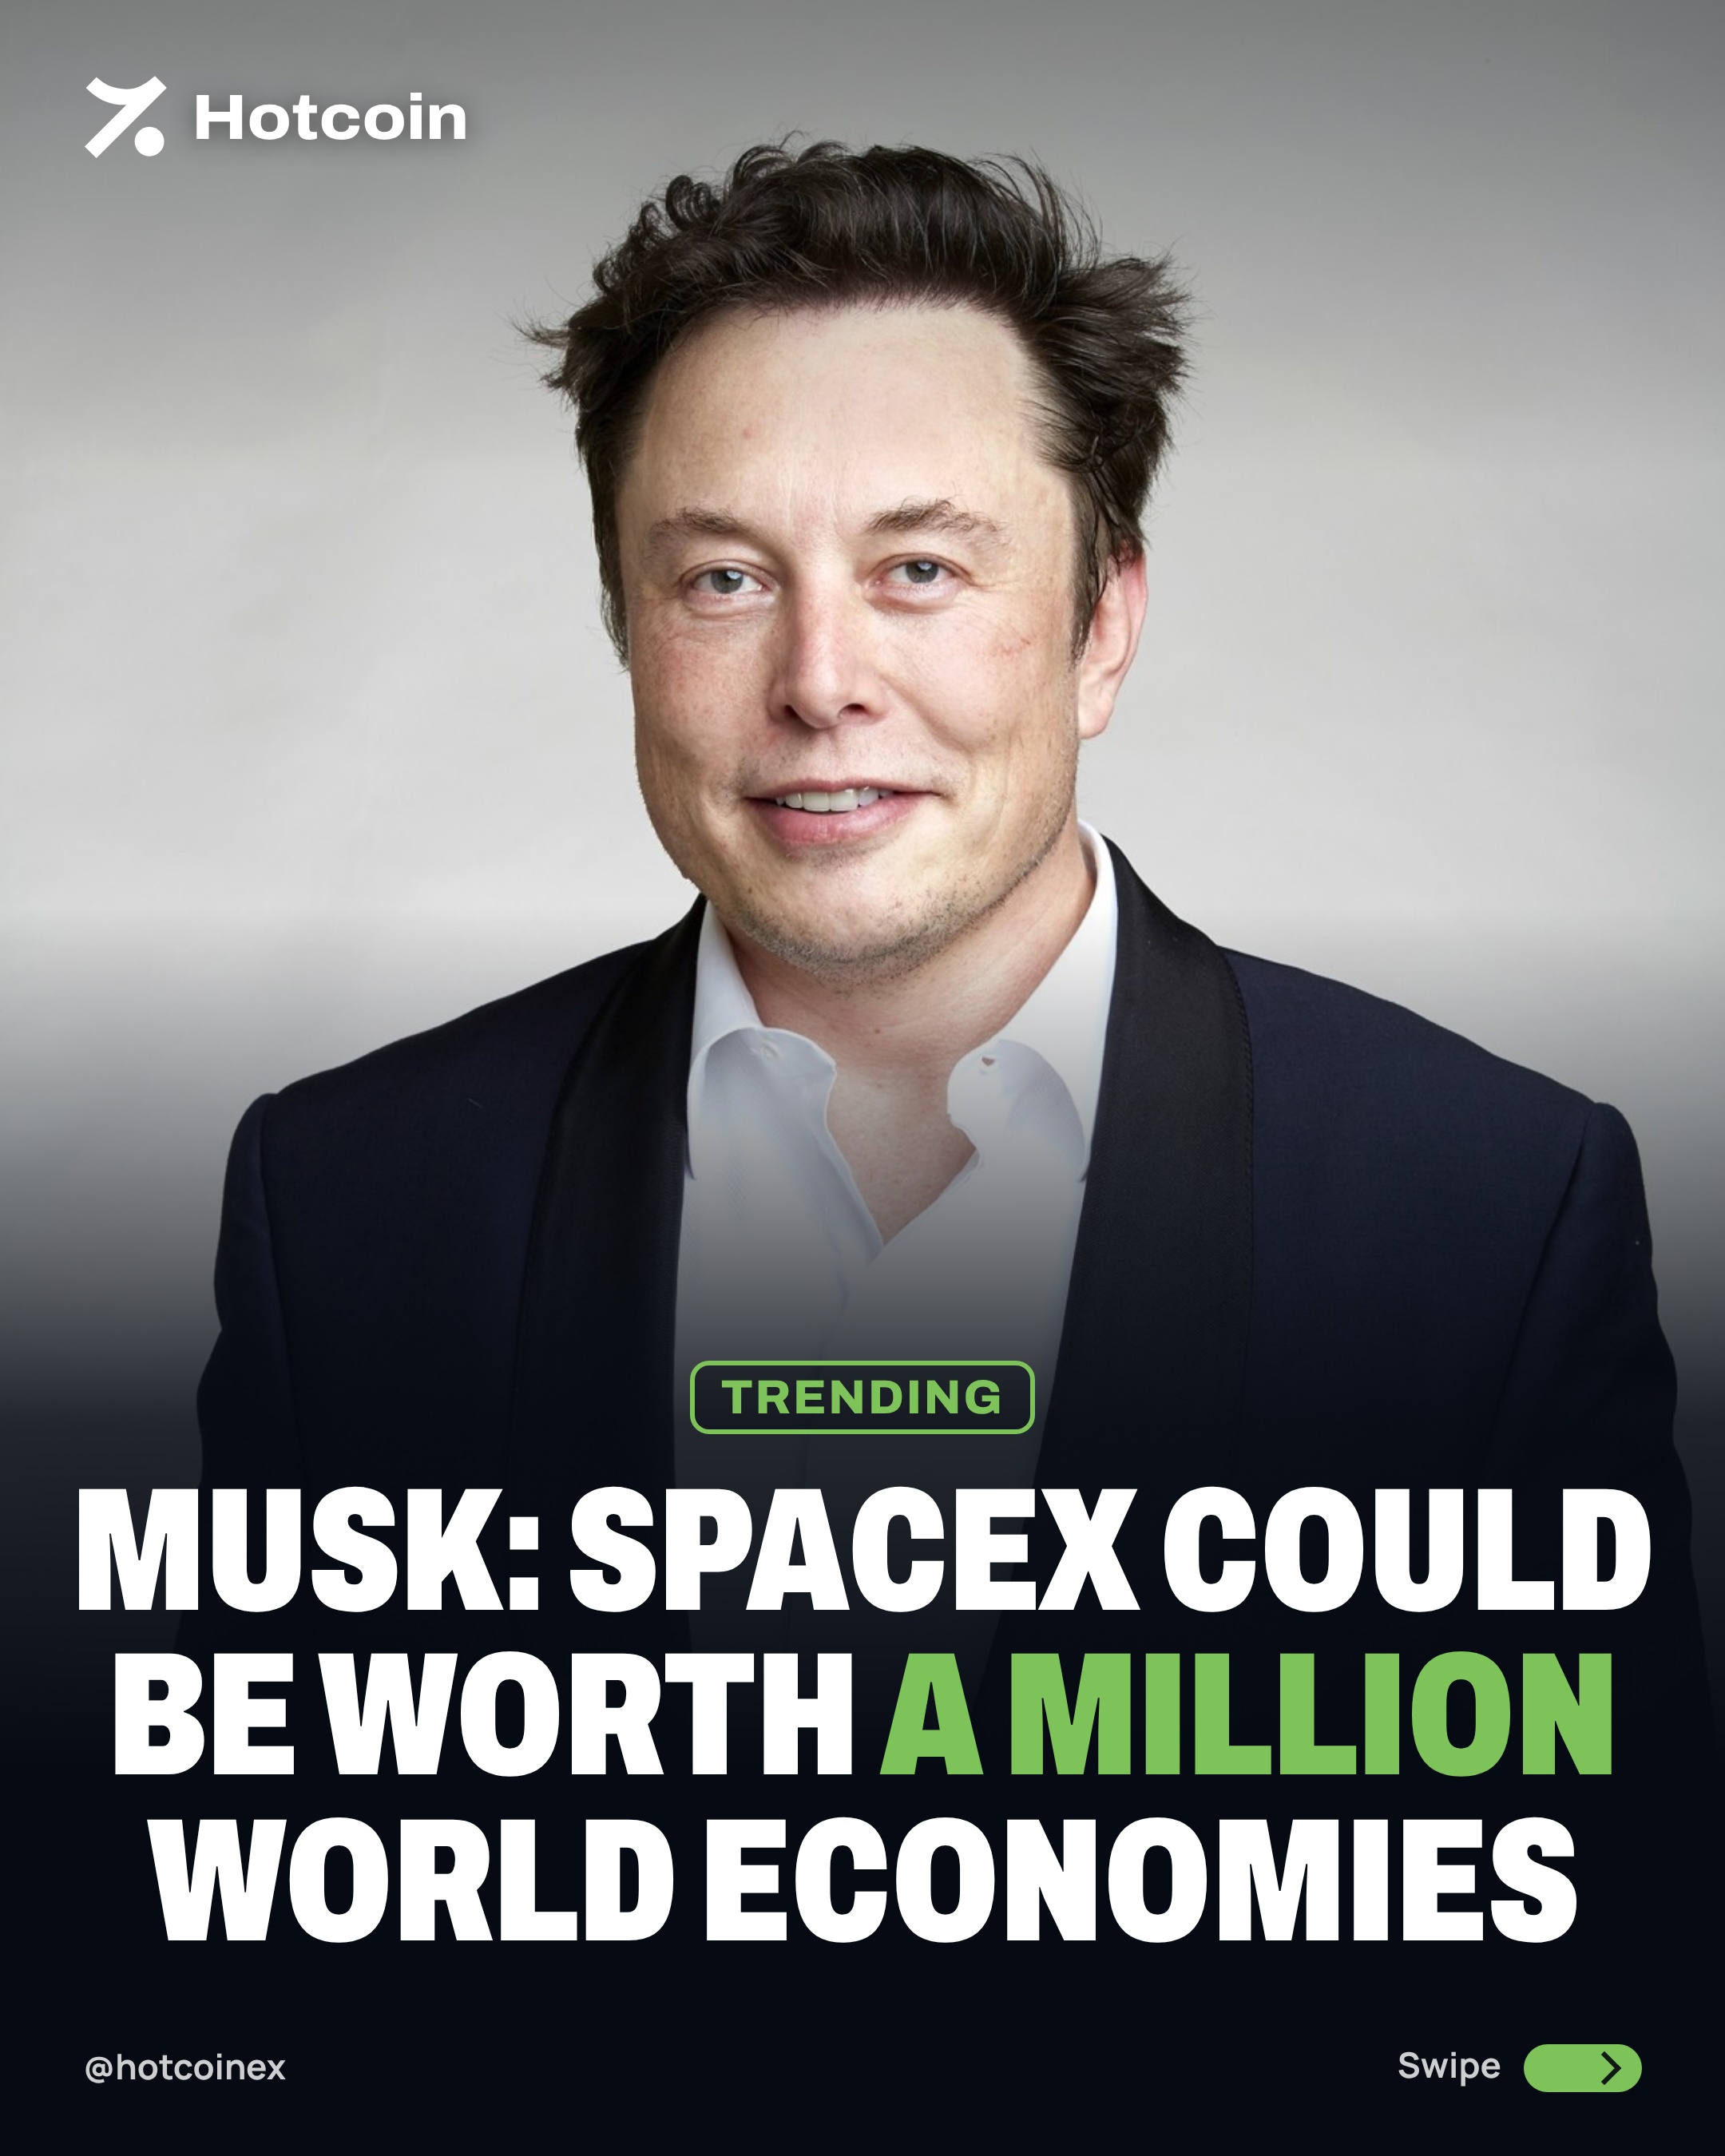 Hotcoin
TRENDING
MUSK: SPACEX COULD
BE WORTH A MILLION
WORLD ECONOMIES
@hotcoinex
Swipe